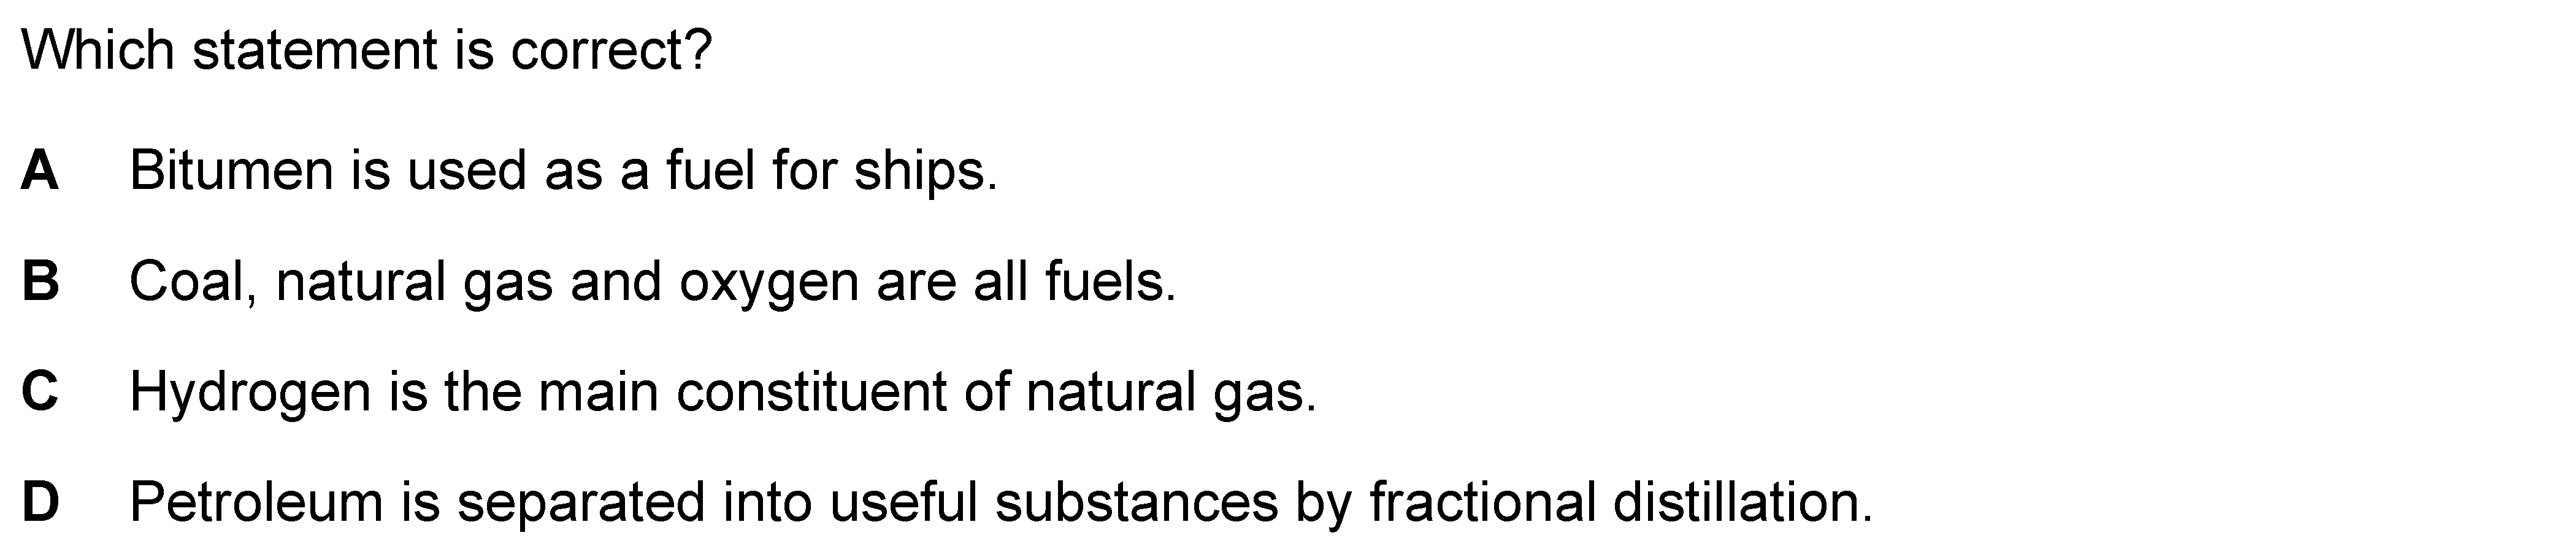 Which statement is correct?
A Bitumen is used as a fuel for ships.
B Coal, natural gas and oxygen are all fuels.
C Hydrogen is the main constituent of natural gas.
D Petroleum is separated into useful substances by fractional distillation.